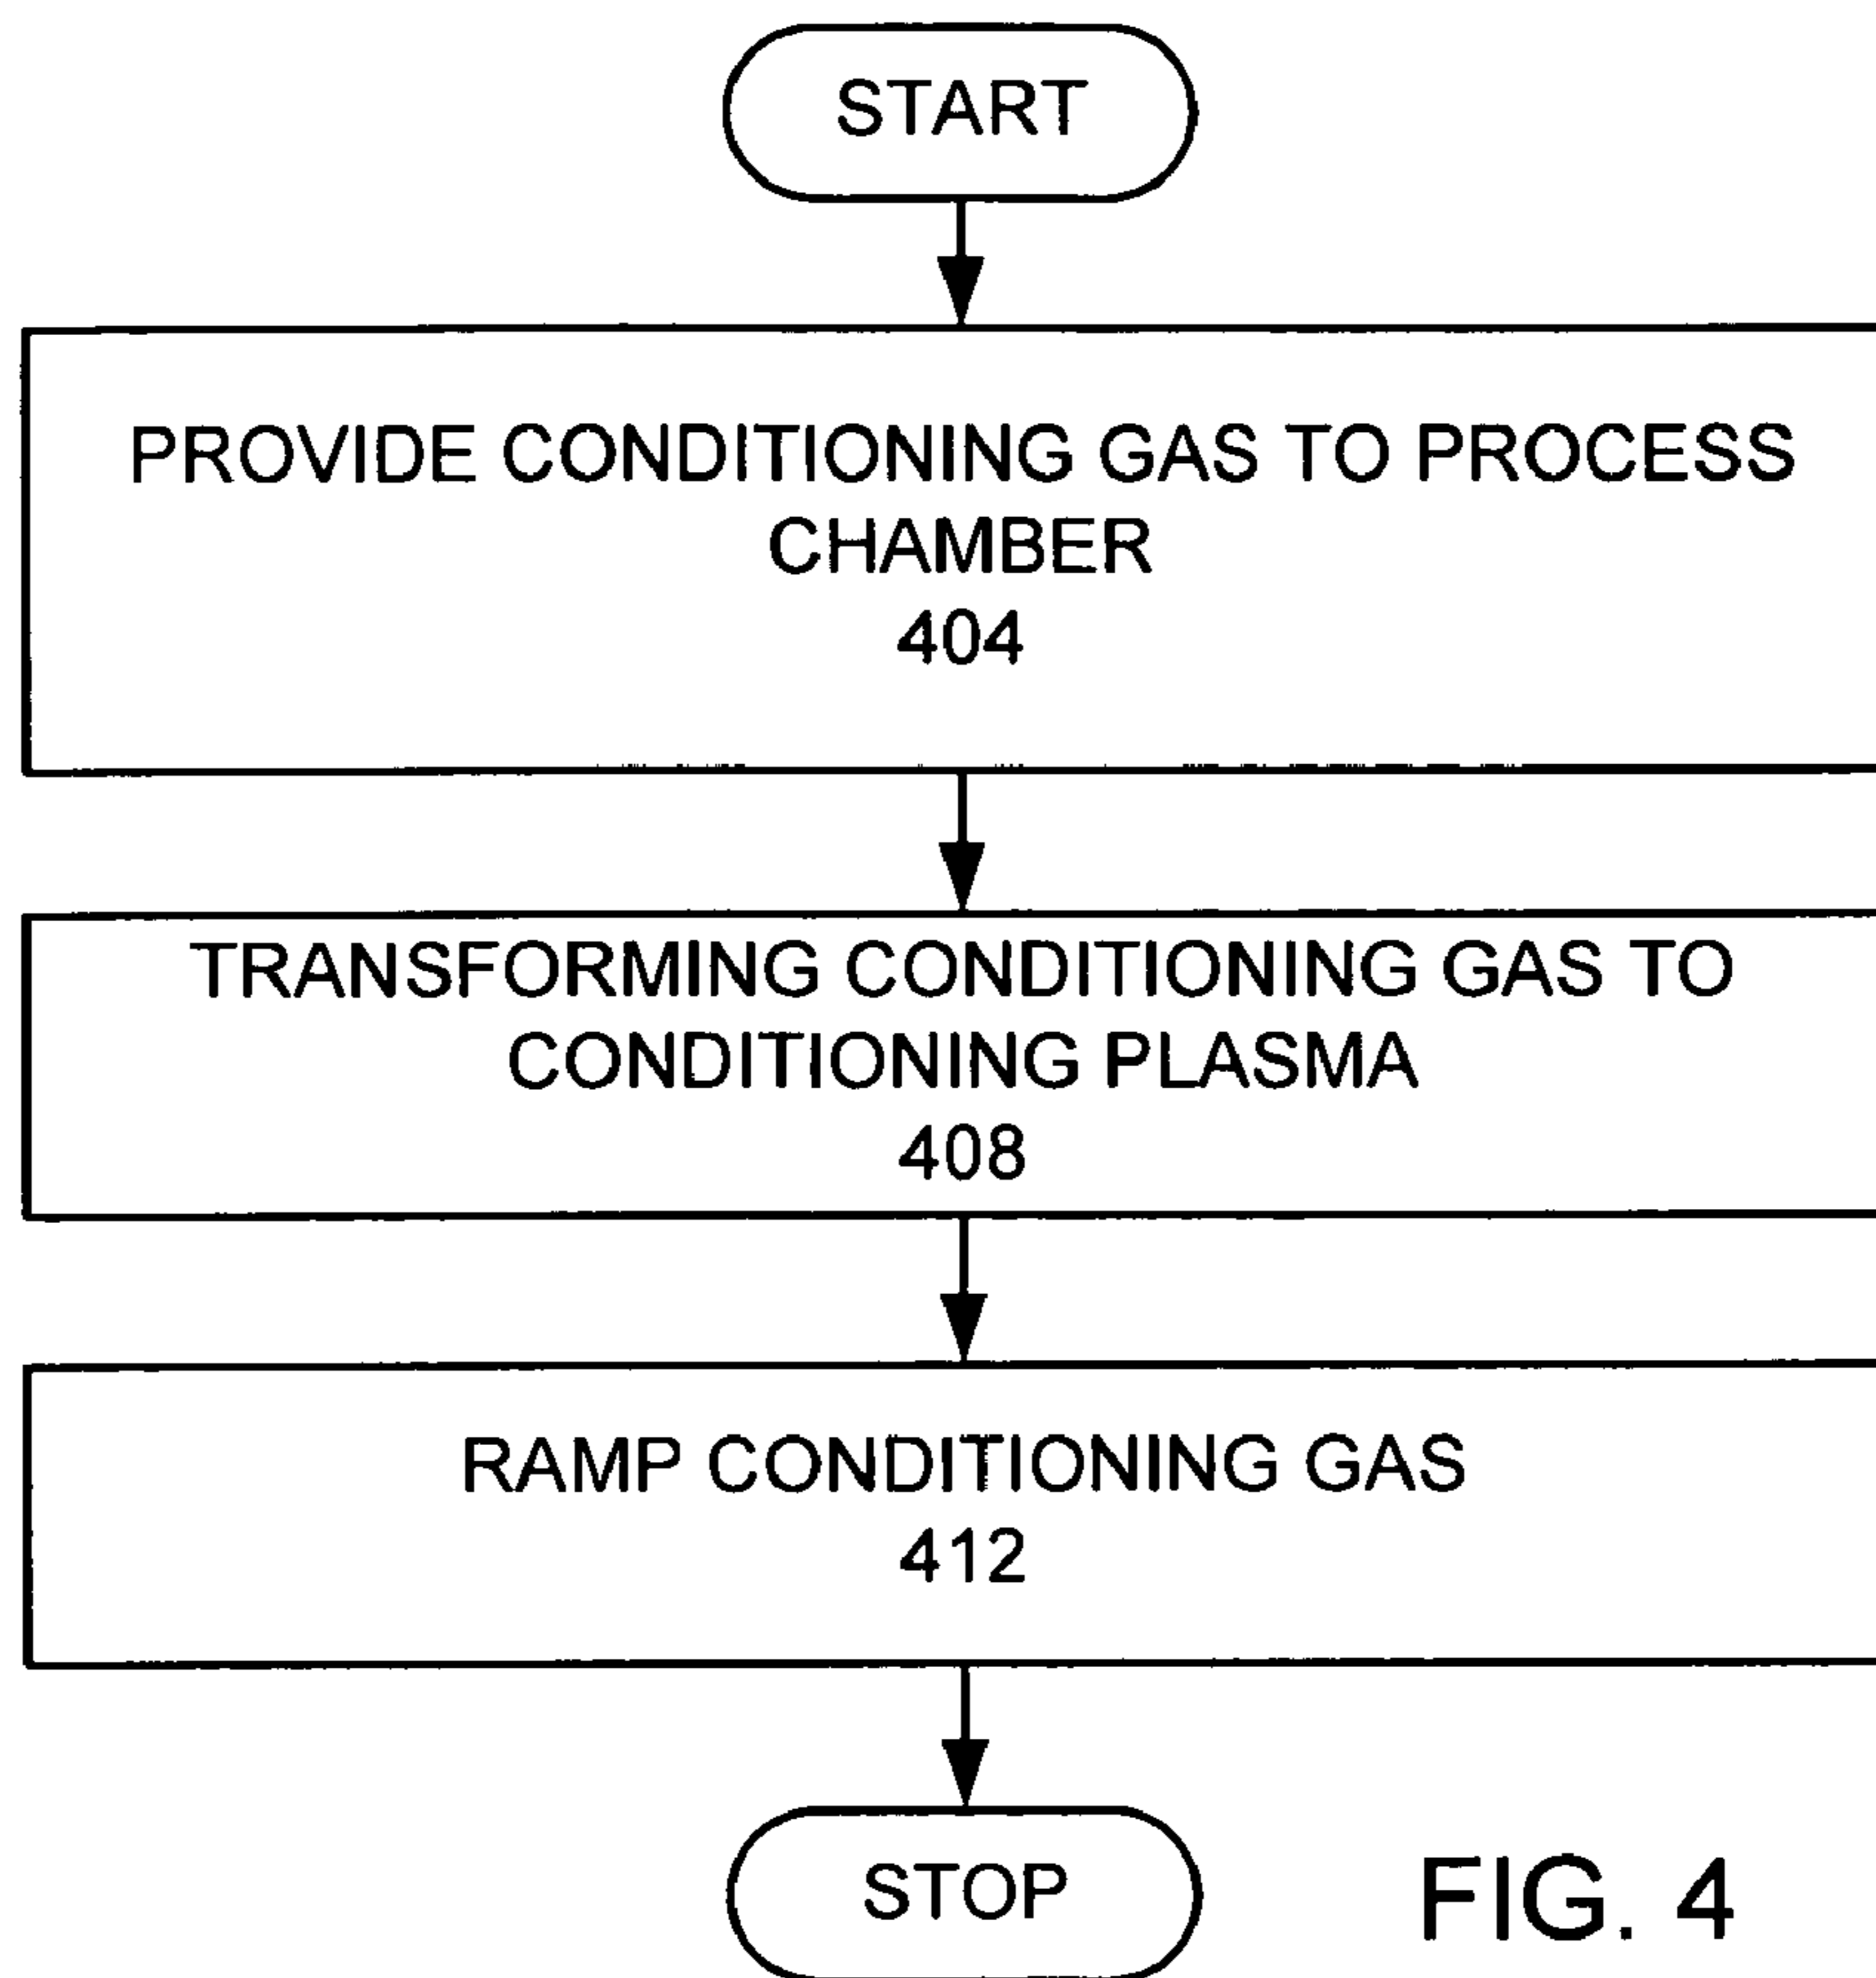 START
PROVIDE CONDITIONING GAS TO PROCESS
CHAMBER
404
TRANSFORMING CONDITIONING GAS TO
CONDITIONING PLASMA
408
RAMP CONDITIONING GAS
412
STOP
FIG. 4